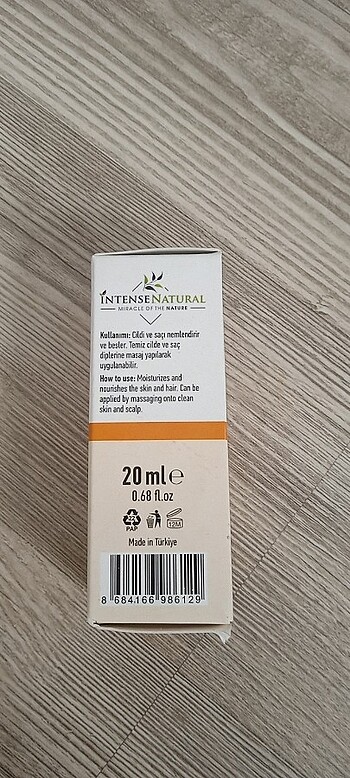 INTENSENATURAL
MIRACLE OF THE NATURE
Kullanımı: Cildi ve saçı nemlendirir
ve besler. Temiz cilde ve saç
diplerine masaj yapılarak
uygulanabilir.
How to use: Moisturizes and
nourishes the skin and hair. Can be
applied by massaging onto clean
skin and scalp.
20 ml e
0.68 fl.oz
22
PAP
12M
Made in Türkiye
8 684166 986129